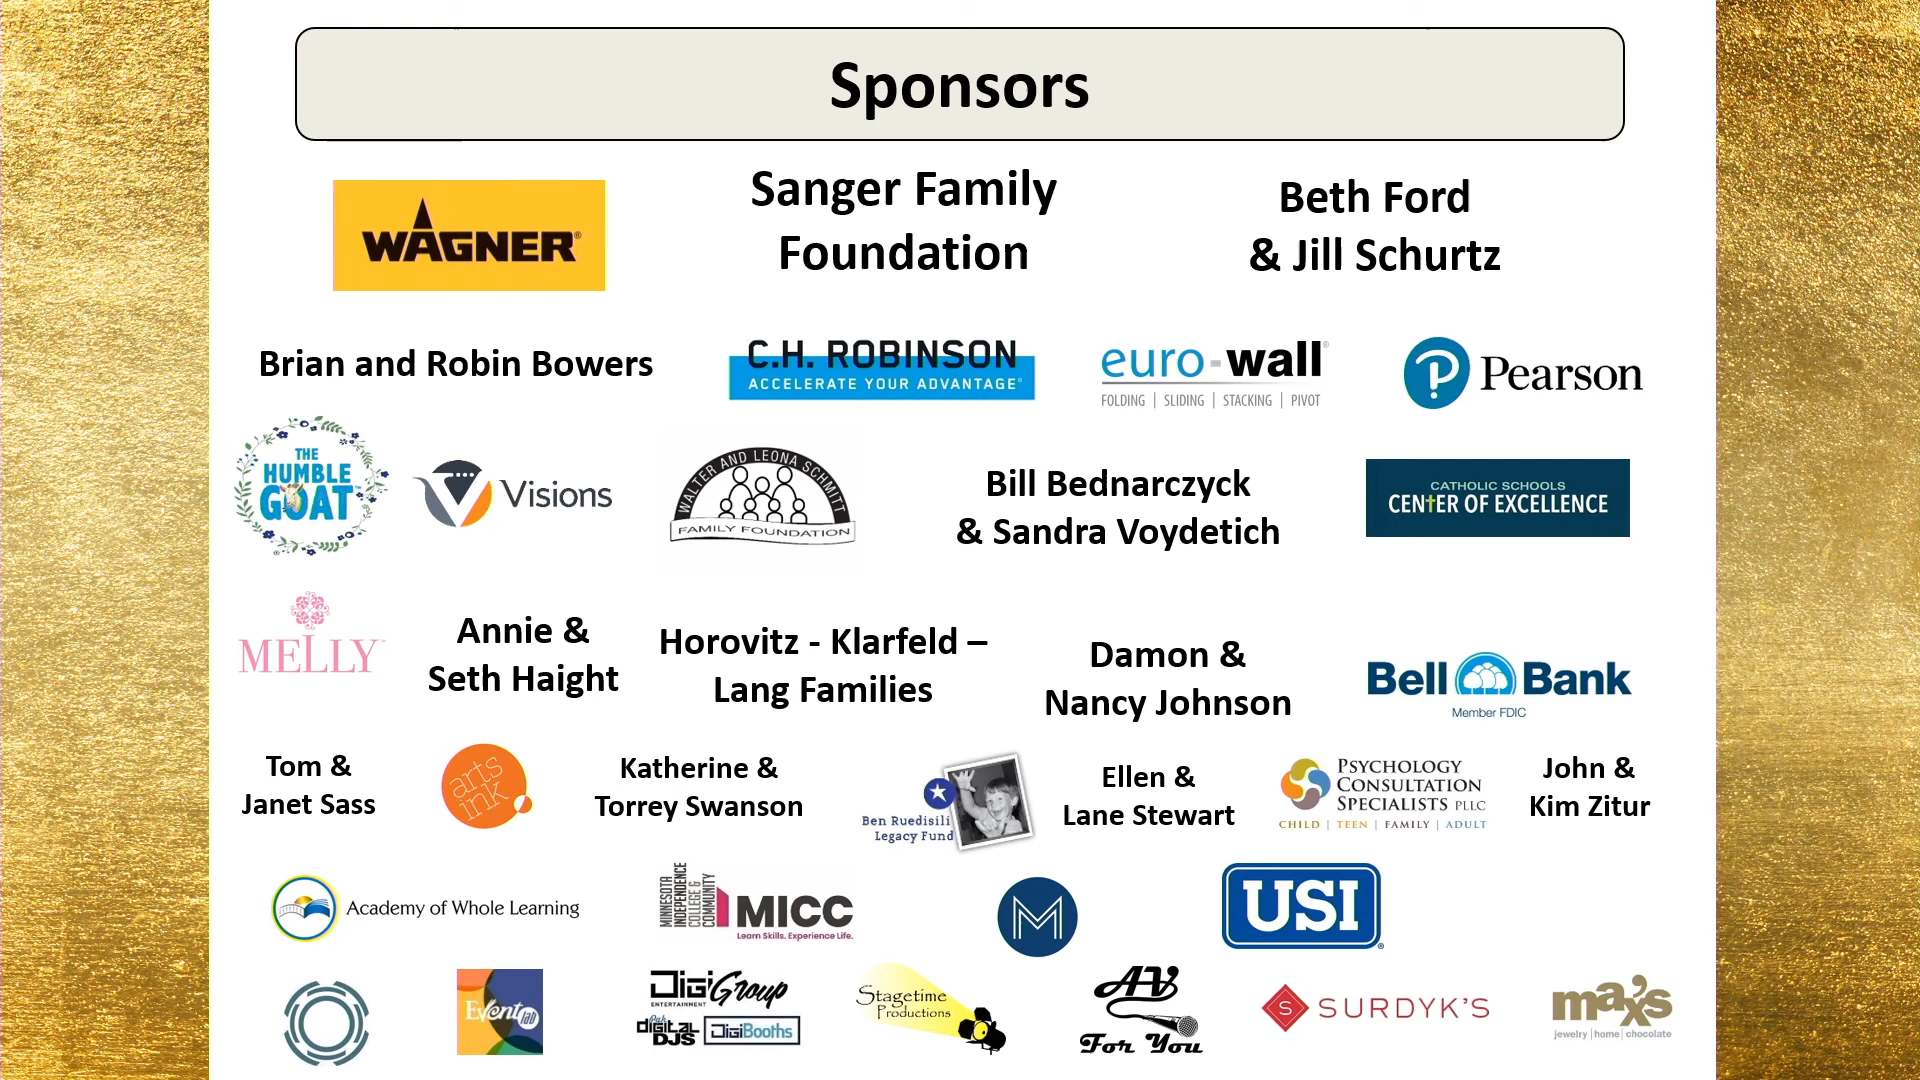 Sponsors
WAGNER®
Sanger Family
Foundation
Beth Ford
& Jill Schurtz
Brian and Robin Bowers
C.H. ROBINSON
ACCELERATE YOUR ADVANTAGE®
euro-wall®
FOLDING | SLIDING | STACKING | PIVOT
Pearson
THE
HUMBLE
GOAT
Visions
WALTER AND LEONA SCHMITT
FAMILY FOUNDATION
Bill Bednarczyck
& Sandra Voydetich
CATHOLIC SCHOOLS
CENTER OF EXCELLENCE
MELLY
Annie &
Seth Haight
Horovitz - Klarfeld –
Lang Families
Damon &
Nancy Johnson
Bell Bank
Member FDIC
Tom &
Janet Sass
arts
ink
Katherine &
Torrey Swanson
Ben Ruedisili
Legacy Fund
Ellen &
Lane Stewart
PSYCHOLOGY
CONSULTATION
SPECIALISTS PLLC
CHILD | TEEN | FAMILY | ADULT
John &
Kim Zitur
Academy of Whole Learning
MINNESOTA
INDEPENDENCE
COLLEGE &
COMMUNITY
MICC
Learn Skills. Experience Life.
M
USI®
Event lab
DigiGroup
ENTERTAINMENT
digital
DJS
DigiBooths
Stagetime
Productions
AV
For You
S SURDYK'S
max's
jewelry | home | chocolate